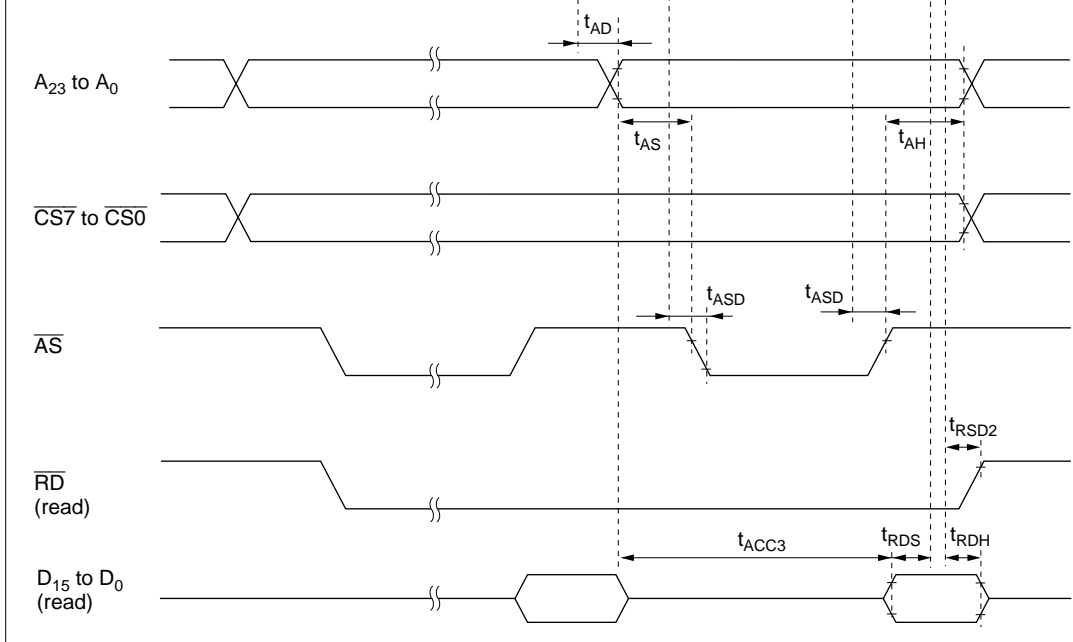 tAD
A23 to A0
tAS
tAH
CS7 to CS0
tASD
tASD
AS
tRSD2
RD
(read)
tACC3
tRDS
tRDH
D15 to D0
(read)